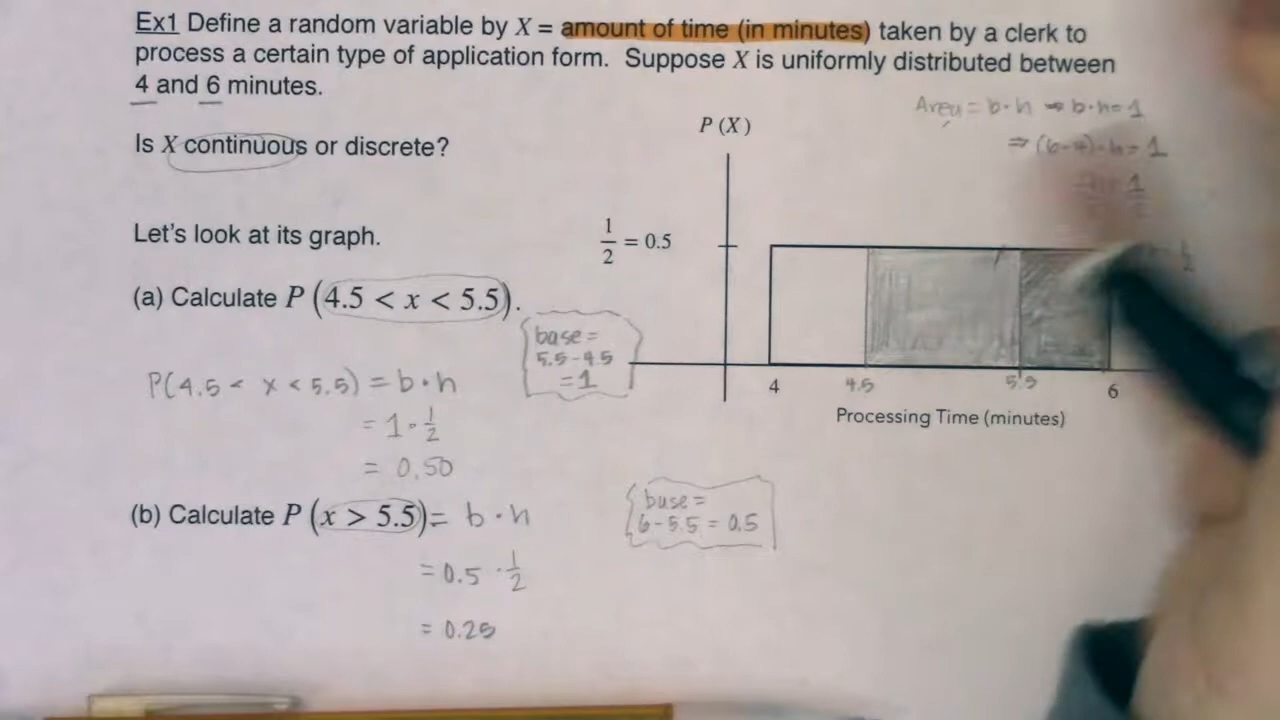 Ex1 Define a random variable by X = amount of time (in minutes) taken by a clerk to
process a certain type of application form. Suppose X is uniformly distributed between
4 and 6 minutes.
Area = b·h ⇒ b·h = 1
⇒ (6-4)·h = 1
P (X)
Is X continuous or discrete?
Let's look at its graph.
1/2 = 0.5
(a) Calculate P (4.5 < x < 5.5).
base =
5.5-4.5
= 1
4 4.5 5.5 6
Processing Time (minutes)
P(4.5 < x < 5.5) = b·h
= 1·1/2
= 0.50
(b) Calculate P (x > 5.5) = b·h
base =
6-5.5 = 0.5
= 0.5 · 1/2
= 0.25